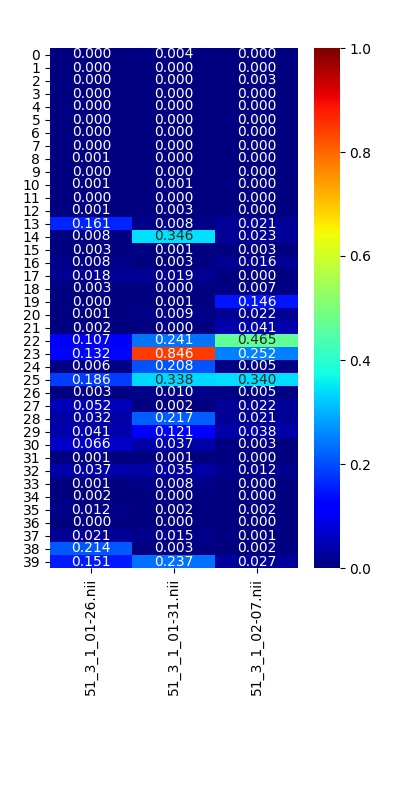 0 0.000 0.004 0.000 1.0
1 0.000 0.000 0.000
2 0.000 0.000 0.003
3 0.000 0.000 0.000
4 0.000 0.000 0.000
5 0.000 0.000 0.000
6 0.000 0.000 0.000
7 0.000 0.000 0.000
8 0.001 0.000 0.000 0.8
9 0.000 0.000 0.000
10 0.001 0.001 0.000
11 0.000 0.000 0.000
12 0.001 0.003 0.000
13 0.161 0.008 0.021
14 0.008 0.346 0.023
15 0.003 0.001 0.003
16 0.008 0.003 0.016 0.6
17 0.018 0.019 0.000
18 0.003 0.000 0.007
19 0.000 0.001 0.146
20 0.001 0.009 0.022
21 0.002 0.000 0.041
22 0.107 0.241 0.465
23 0.132 0.846 0.252
24 0.006 0.208 0.005 0.4
25 0.186 0.338 0.340
26 0.003 0.010 0.005
27 0.052 0.002 0.022
28 0.032 0.217 0.021
29 0.041 0.121 0.038
30 0.066 0.037 0.003
31 0.001 0.001 0.000
32 0.037 0.035 0.012 0.2
33 0.001 0.008 0.000
34 0.002 0.000 0.000
35 0.012 0.002 0.002
36 0.000 0.000 0.000
37 0.021 0.015 0.001
38 0.214 0.003 0.002
39 0.151 0.237 0.027 0.0
51_3_1_01-26.nii
51_3_1_01-31.nii
51_3_1_02-07.nii